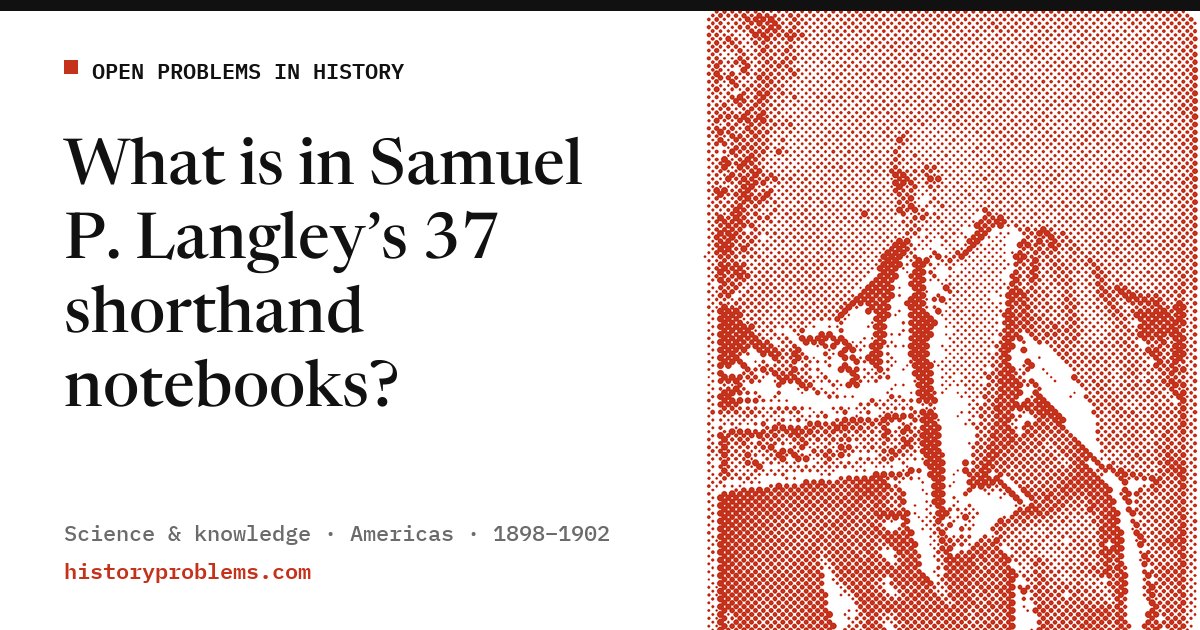 OPEN PROBLEMS IN HISTORY
What is in Samuel
P. Langley’s 37
shorthand
notebooks?
Science & knowledge · Americas · 1898–1902
historyproblems.com